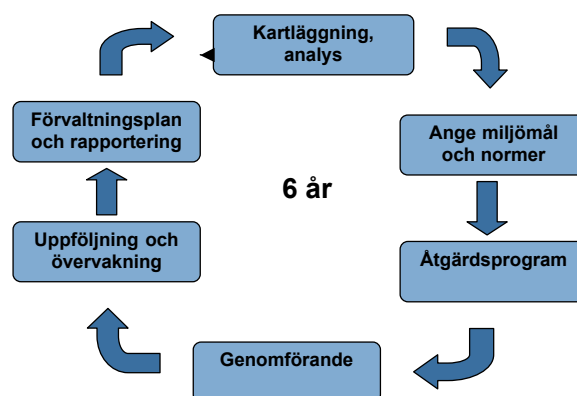 Kartläggning,
analys
Förvaltningsplan
och rapportering
Ange miljömål
och normer
6 år
Uppföljning och
övervakning
Åtgärdsprogram
Genomförande